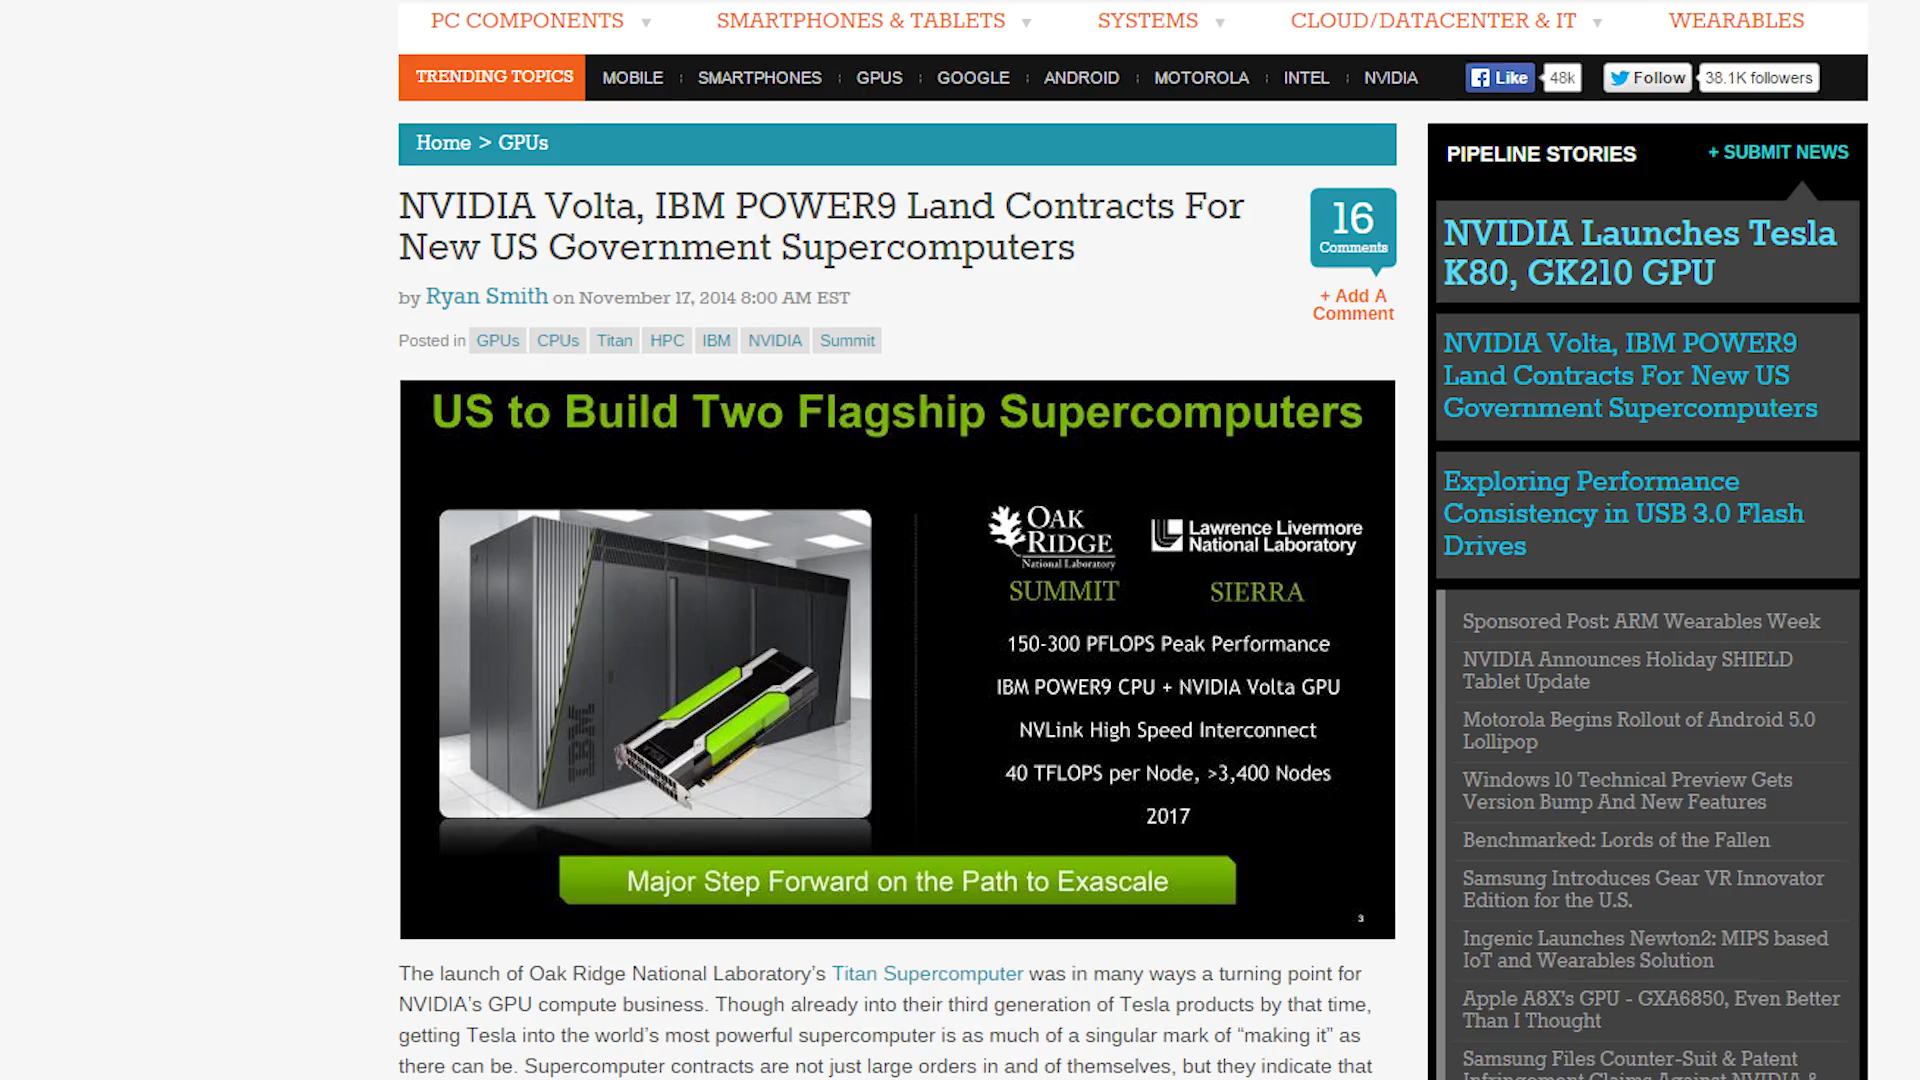 PC COMPONENTS SMARTPHONES & TABLETS SYSTEMS CLOUD/DATACENTER & IT WEARABLES
TRENDING TOPICS MOBILE SMARTPHONES GPUS GOOGLE ANDROID MOTOROLA INTEL NVIDIA Like 48k Follow 38.1K followers
Home > GPUs
NVIDIA Volta, IBM POWER9 Land Contracts For
New US Government Supercomputers
by Ryan Smith on November 17, 2014 8:00 AM EST
Posted in GPUs CPUs Titan HPC IBM NVIDIA Summit
16
Comments
+ Add A
Comment
US to Build Two Flagship Supercomputers
IBM
OAK
RIDGE
National Laboratory
SUMMIT
Lawrence Livermore
National Laboratory
SIERRA
150-300 PFLOPS Peak Performance
IBM POWER9 CPU + NVIDIA Volta GPU
NVLink High Speed Interconnect
40 TFLOPS per Node, >3,400 Nodes
2017
Major Step Forward on the Path to Exascale
3
The launch of Oak Ridge National Laboratory's Titan Supercomputer was in many ways a turning point for
NVIDIA's GPU compute business. Though already into their third generation of Tesla products by that time,
getting Tesla into the world's most powerful supercomputer is as much of a singular mark of “making it” as
there can be. Supercomputer contracts are not just large orders in and of themselves, but they indicate that
PIPELINE STORIES + SUBMIT NEWS
NVIDIA Launches Tesla
K80, GK210 GPU
NVIDIA Volta, IBM POWER9
Land Contracts For New US
Government Supercomputers
Exploring Performance
Consistency in USB 3.0 Flash
Drives
Sponsored Post: ARM Wearables Week
NVIDIA Announces Holiday SHIELD
Tablet Update
Motorola Begins Rollout of Android 5.0
Lollipop
Windows 10 Technical Preview Gets
Version Bump And New Features
Benchmarked: Lords of the Fallen
Samsung Introduces Gear VR Innovator
Edition for the U.S.
Ingenic Launches Newton2: MIPS based
IoT and Wearables Solution
Apple A8X's GPU - GXA6850, Even Better
Than I Thought
Samsung Files Counter-Suit & Patent
Infringement Claims Against NVIDIA &